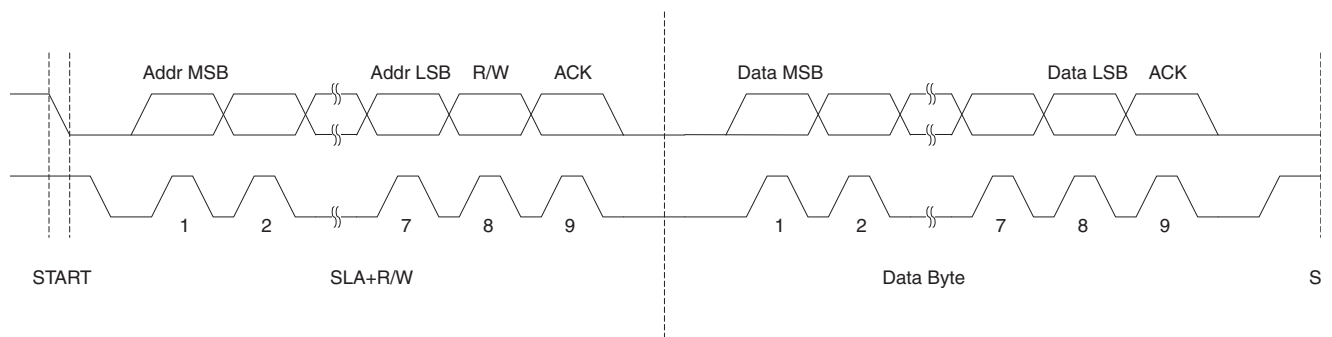 Addr MSB Addr LSB R/W ACK Data MSB Data LSB ACK
1 2 7 8 9 1 2 7 8 9
START SLA+R/W Data Byte S